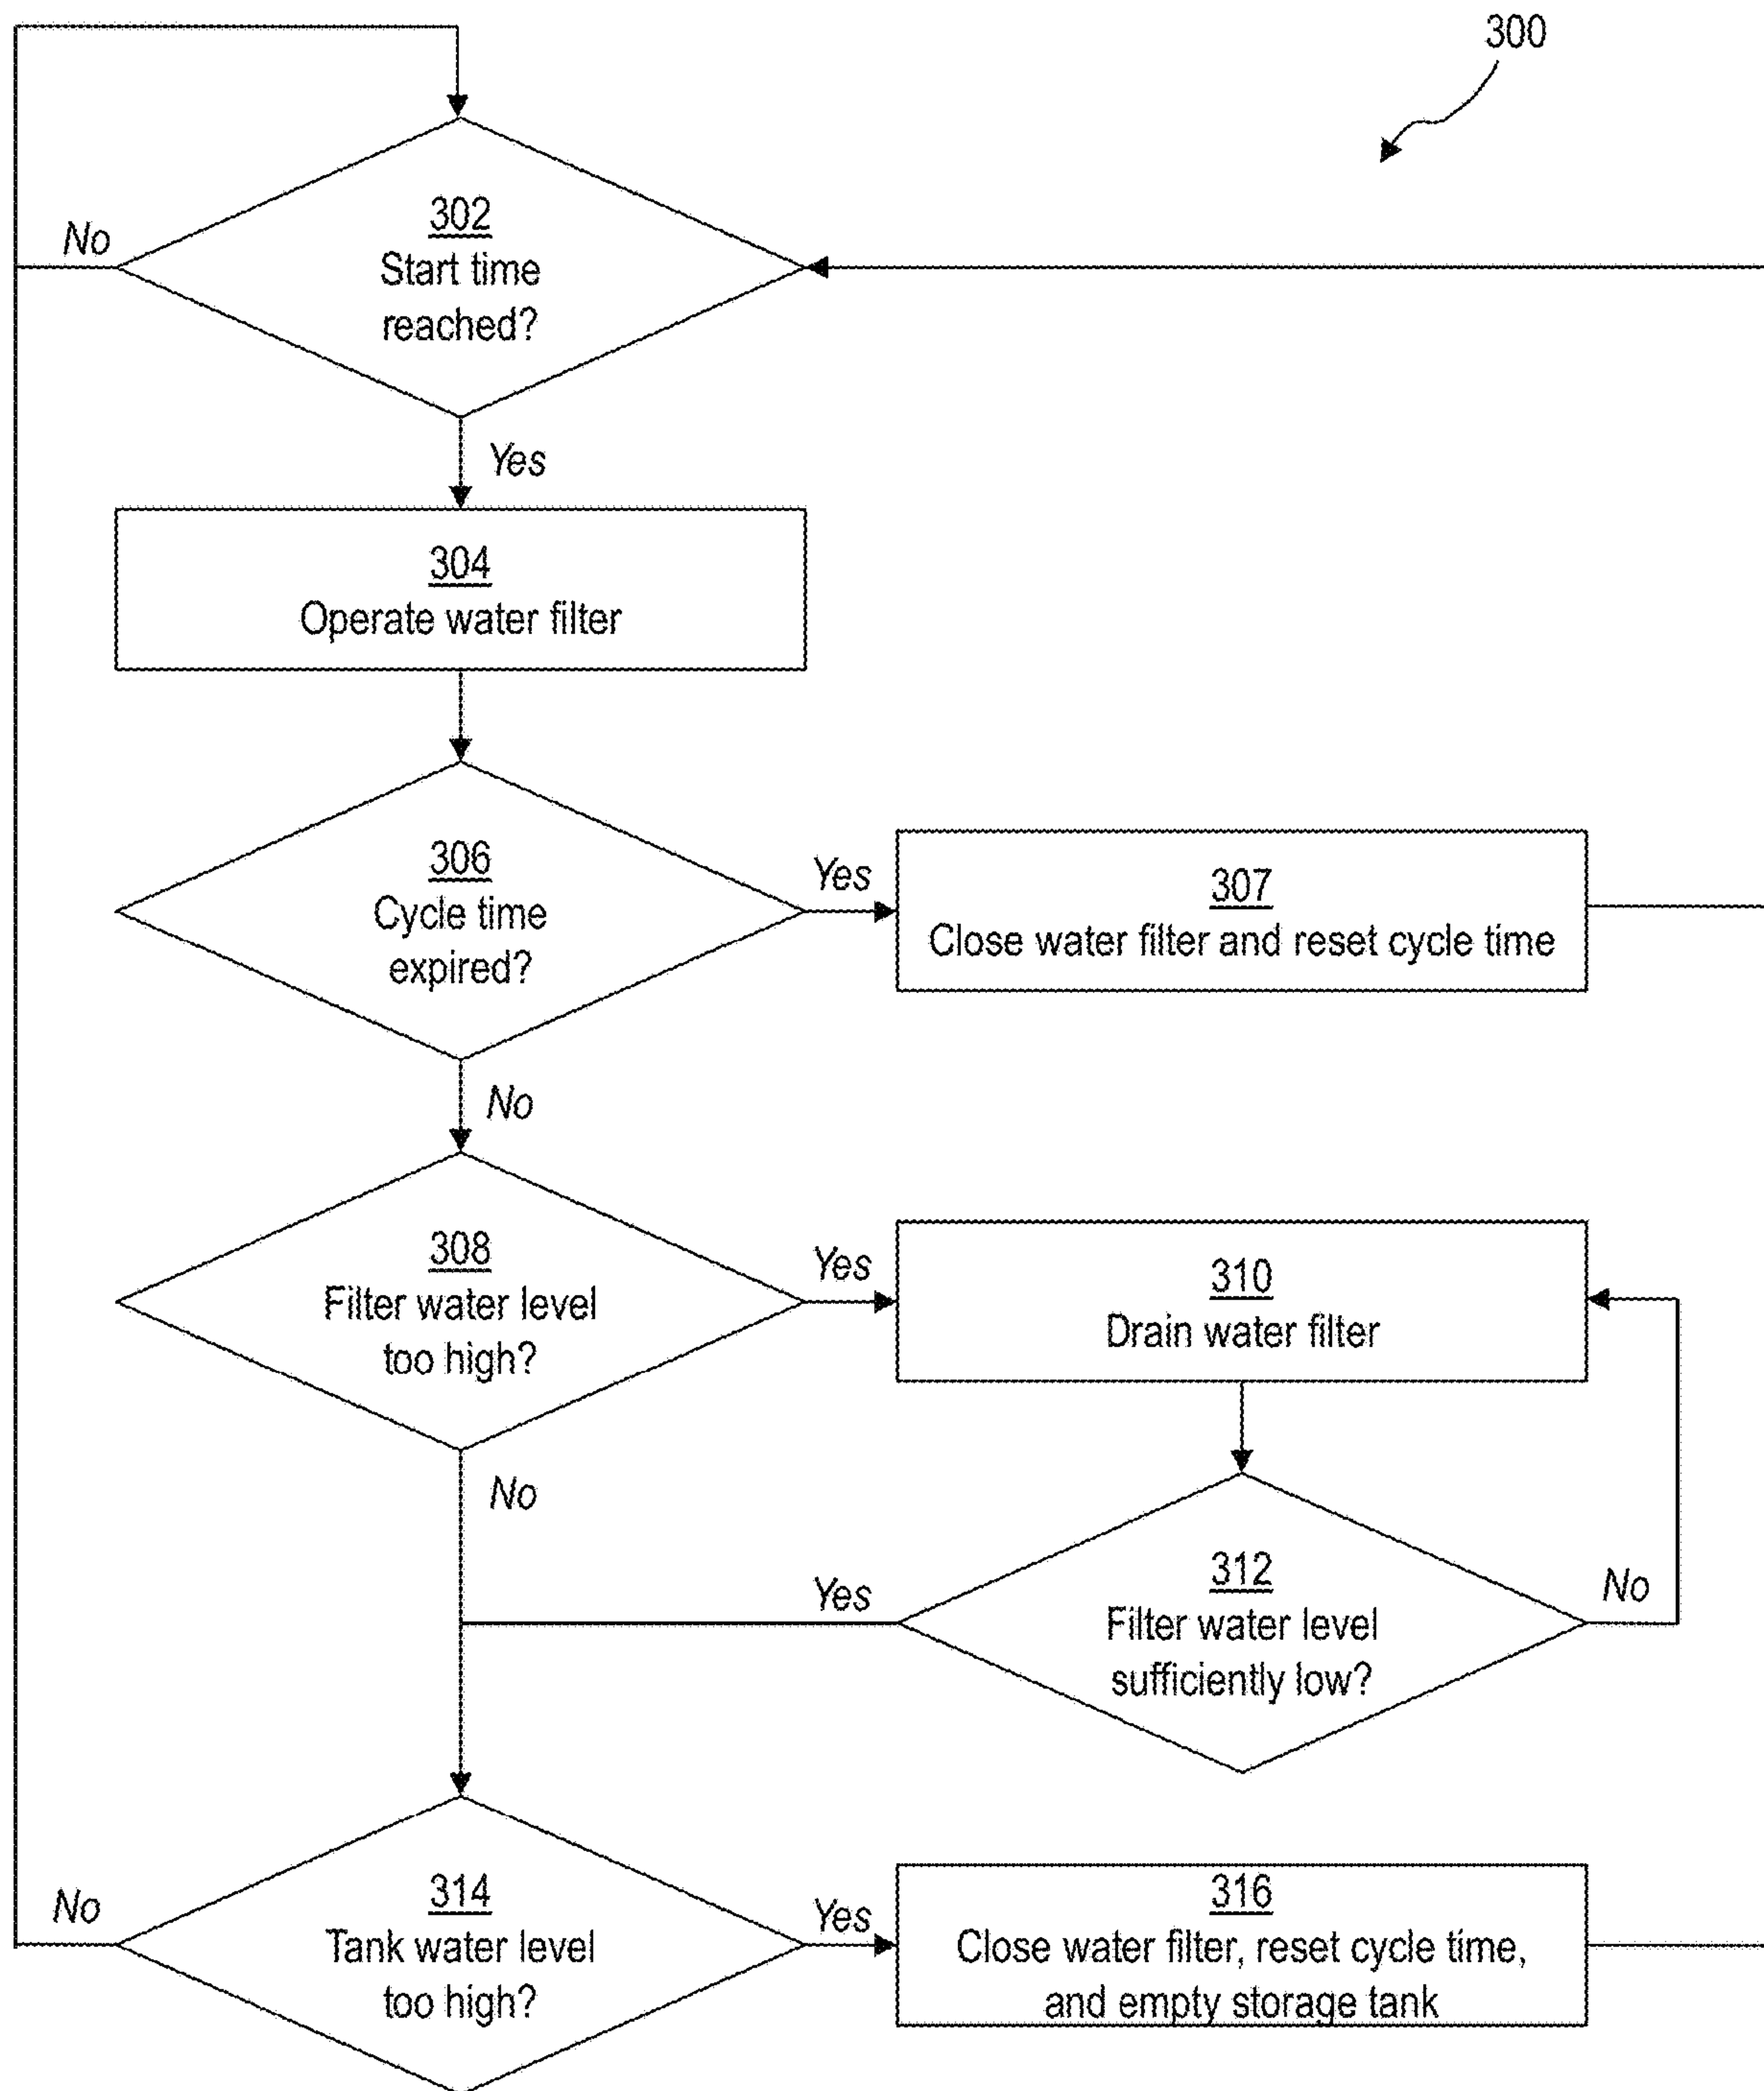 300
302
No
Start time
reached?
Yes
304
Operate water filter
306
Cycle time
expired?
Yes
307
Close water filter and reset cycle time
No
308
Filter water level
too high?
Yes
310
Drain water filter
No
312
Filter water level
sufficiently low?
Yes
No
314
Tank water level
too high?
No
Yes
316
Close water filter, reset cycle time,
and empty storage tank